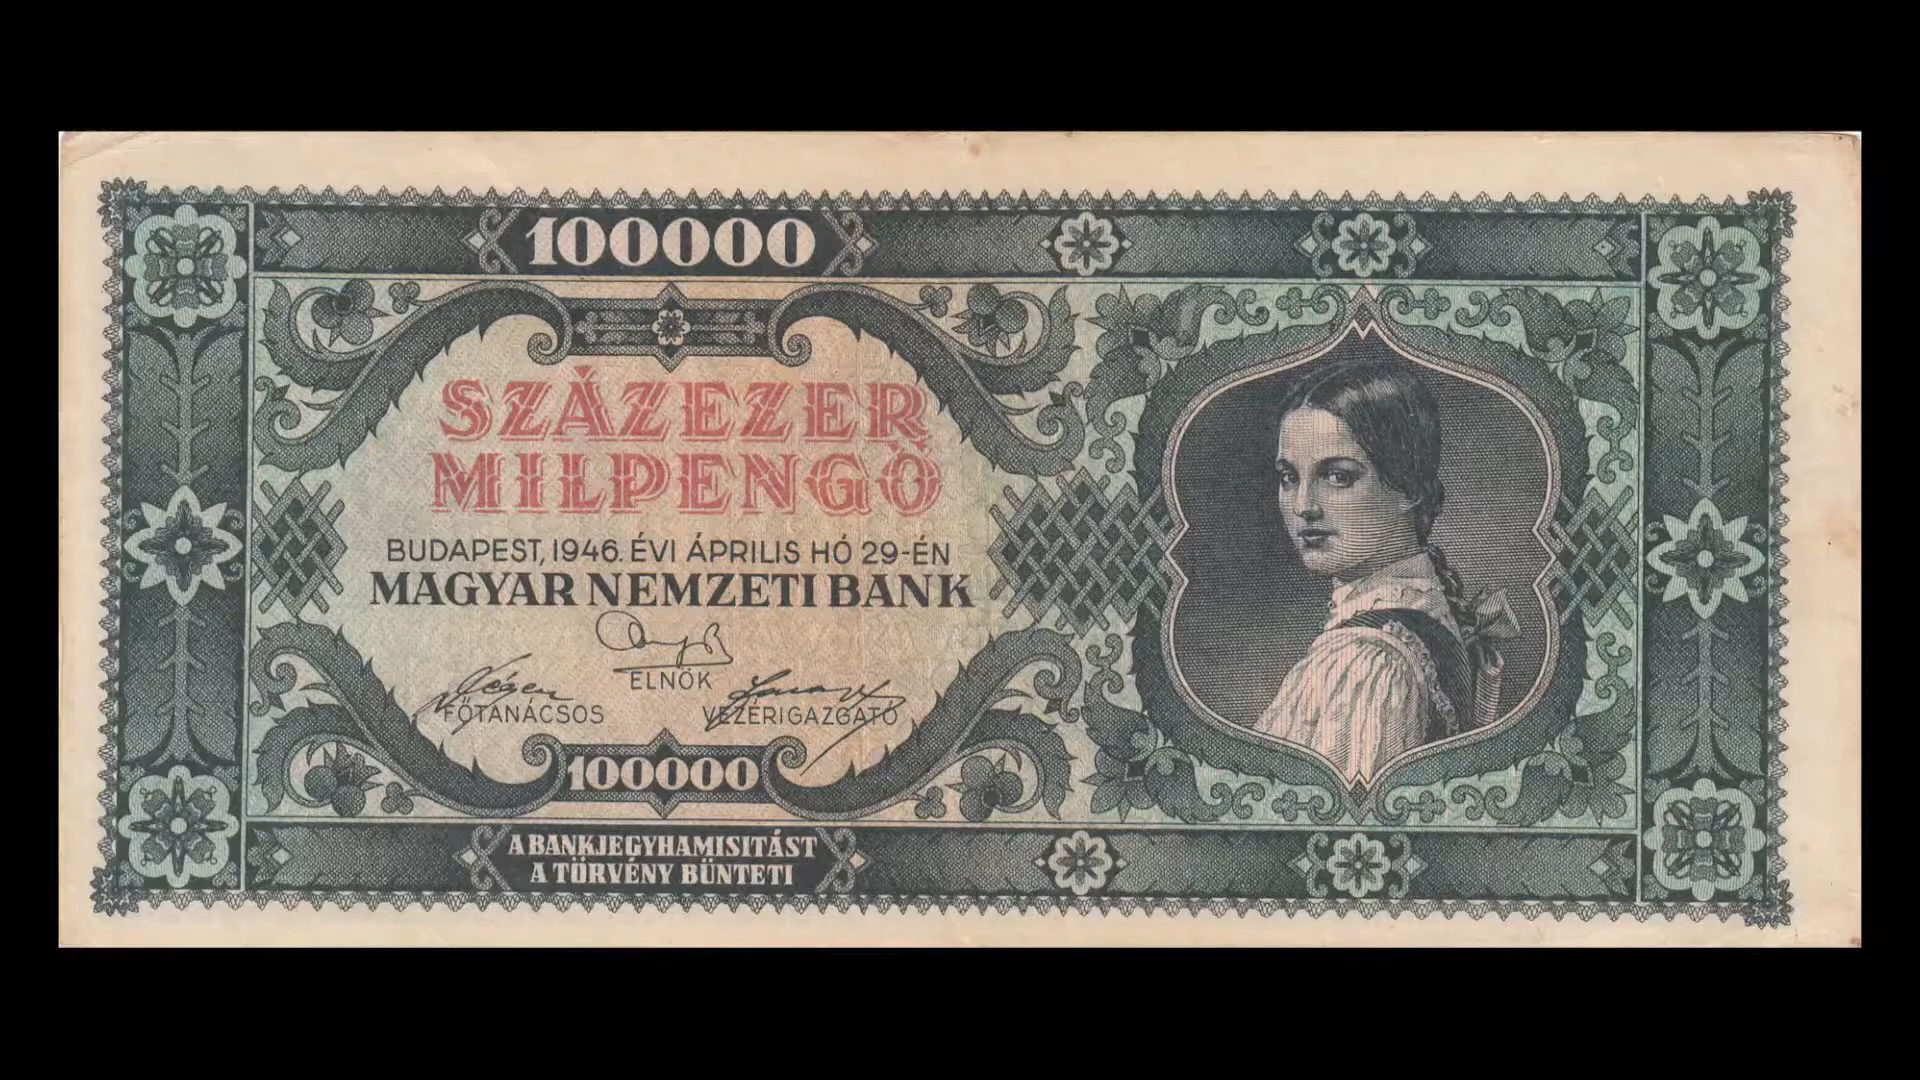 100000
SZÁZEZER
MILPENGŐ
BUDAPEST, 1946. ÉVI ÁPRILIS HÓ 29-ÉN
MAGYAR NEMZETI BANK
ELNÖK
FŐTANÁCSOS
VEZÉRIGAZGATÓ
100000
A BANKJEGYHAMISITÁST
A TÖRVÉNY BÜNTETI